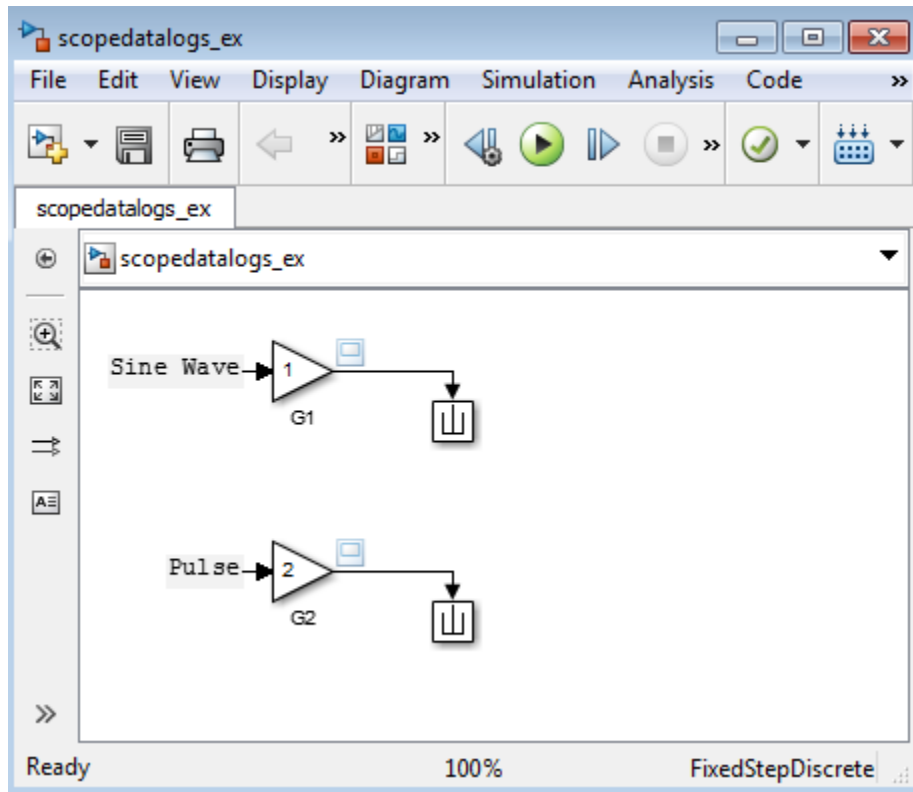 scopedatalogs_ex
File Edit View Display Diagram Simulation Analysis Code »
scopedatalogs_ex
scopedatalogs_ex
Sine Wave 1
G1
Pulse 2
G2
Ready 100% FixedStepDiscrete